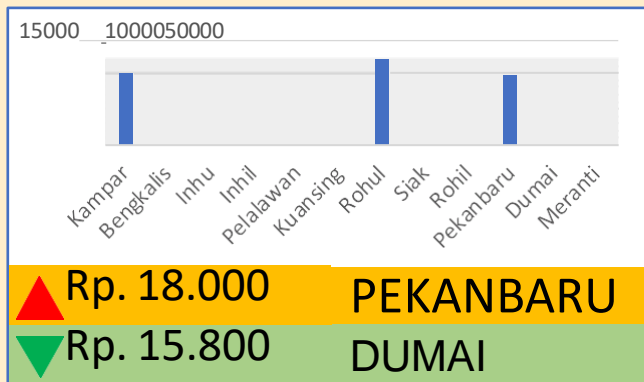 15000 1000050000
Kampar
Bengkalis
Inhu
Inhil
Pelalawan
Kuansing
Rohul
Siak
Rohil
Pekanbaru
Dumai
Meranti
Rp. 18.000 PEKANBARU
Rp. 15.800 DUMAI